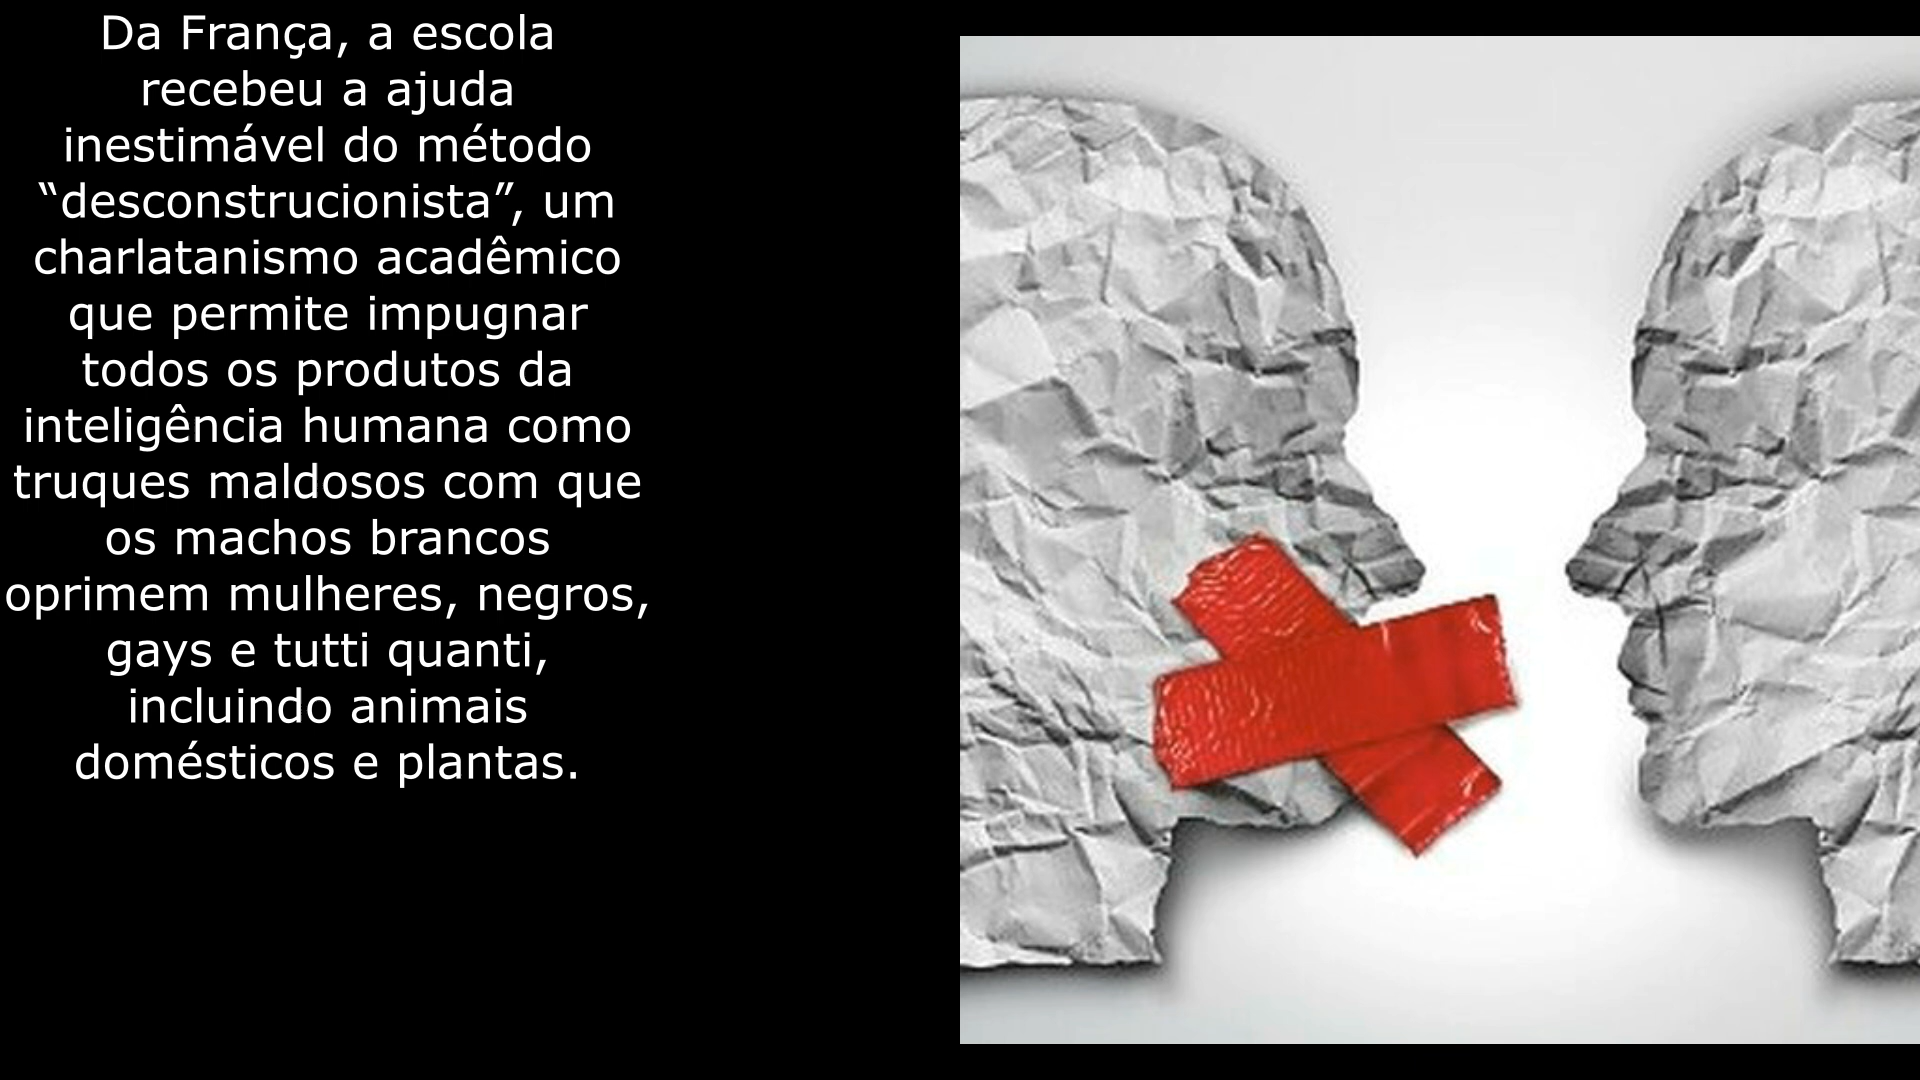 Da França, a escola
recebeu a ajuda
inestimável do método
“desconstrucionista”, um
charlatanismo acadêmico
que permite impugnar
todos os produtos da
inteligência humana como
truques maldosos com que
os machos brancos
oprimem mulheres, negros,
gays e tutti quanti,
incluindo animais
domésticos e plantas.